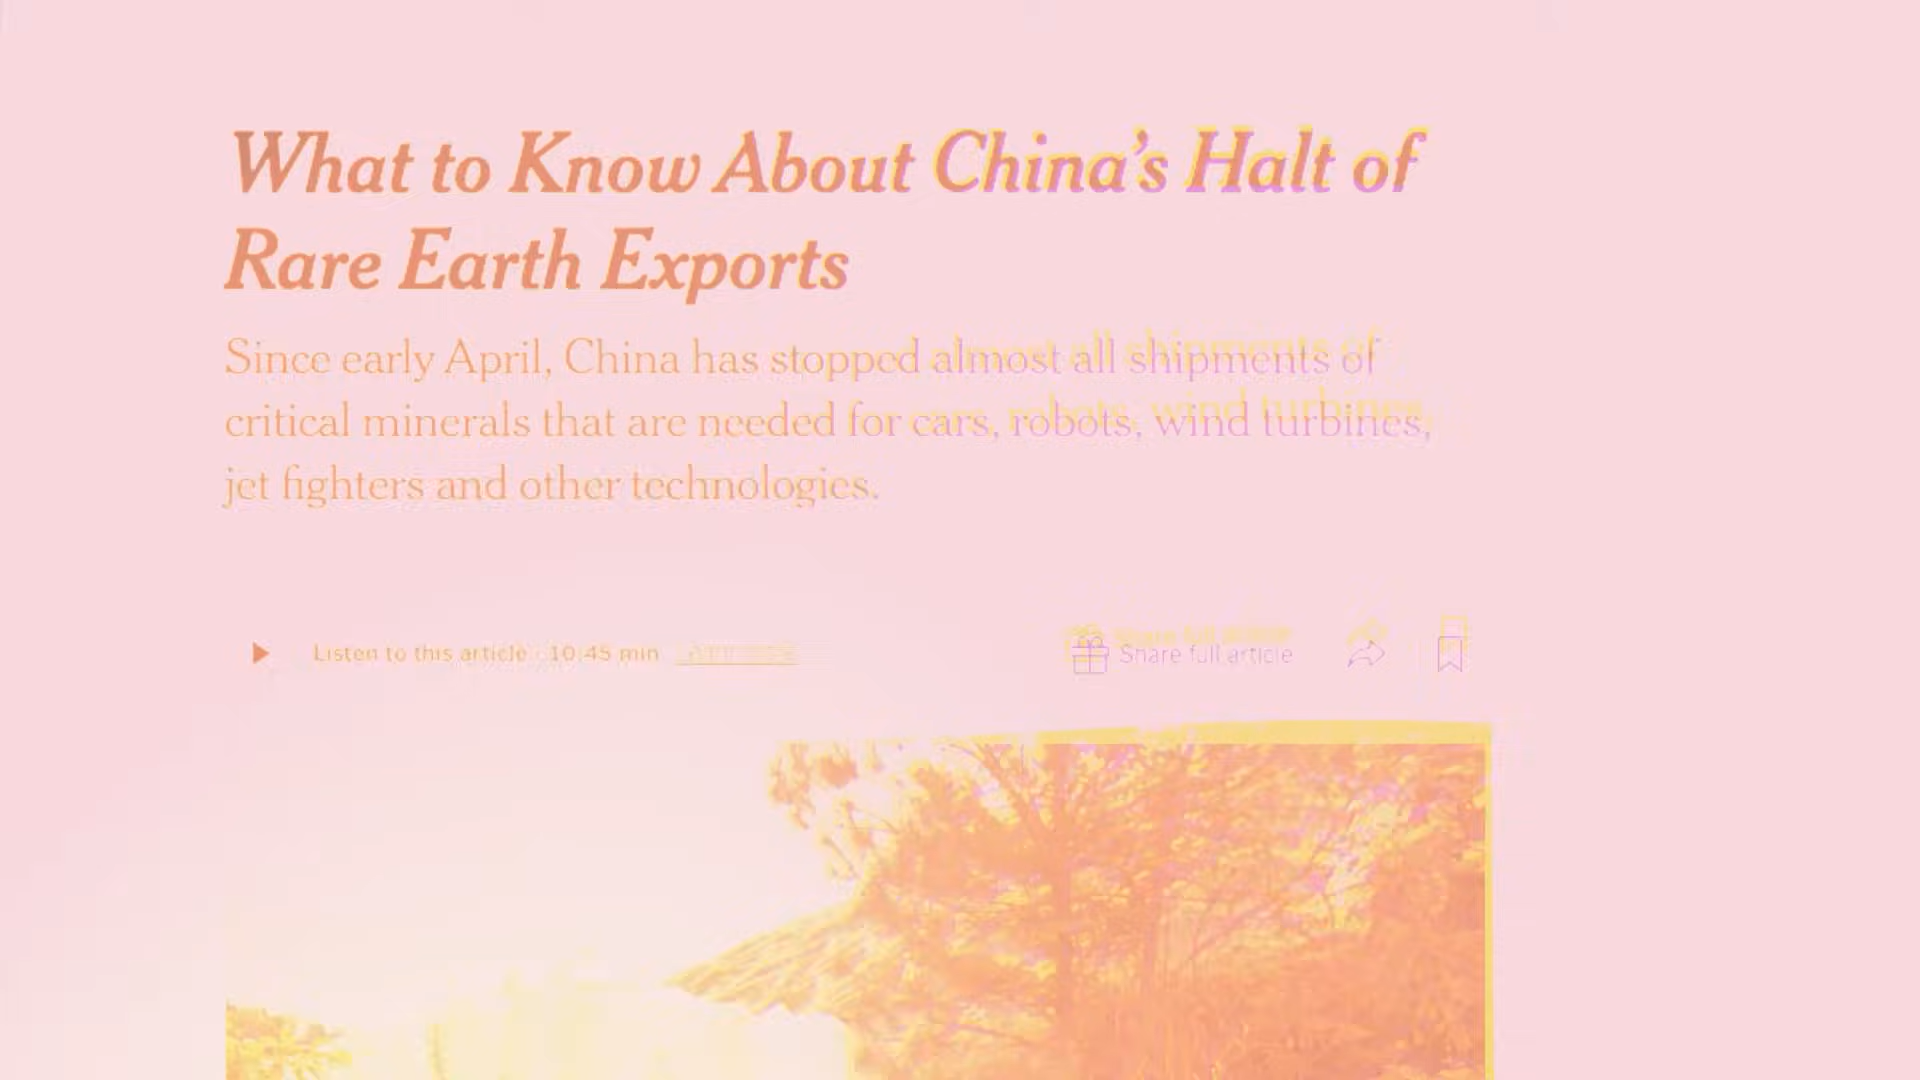 What to Know About China’s Halt of
Rare Earth Exports
Since early April, China has stopped almost all shipments of
critical minerals that are needed for cars, robots, wind turbines,
jet fighters and other technologies.
Listen to this article · 10:45 min
Share full article